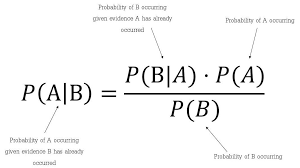 Probability of B occurring
given evidence A has already
occurred
Probability of A occurring
P(A|B) = P(B|A) · P(A)
P(B)
Probability of A occurring
given evidence B has already
occurred
Probability of B occurring